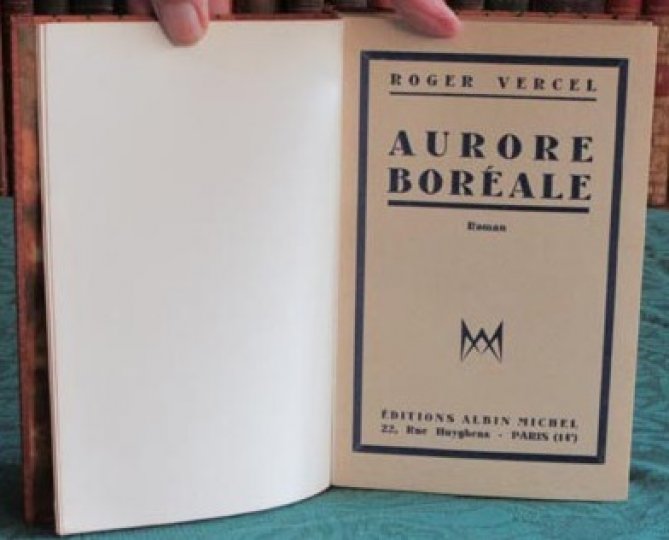 ROGER VERCEL
AURORE
BORÉALE
Roman
ÉDITIONS ALBIN MICHEL
22, Rue Huyghens - PARIS (14ᵉ)